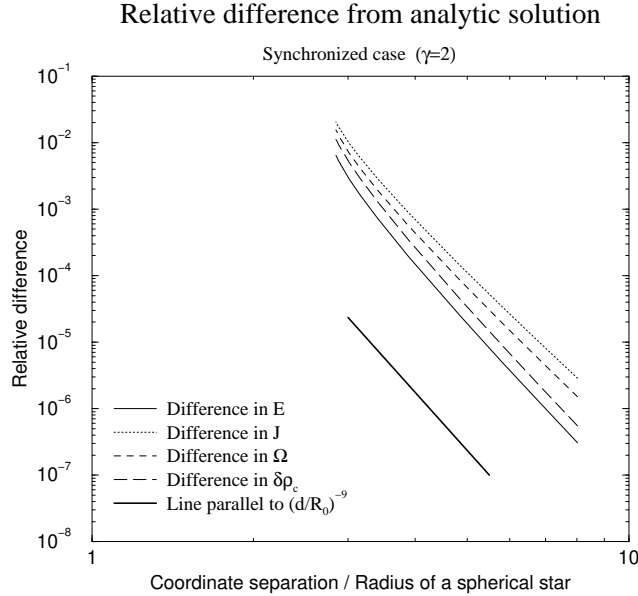 Relative difference from analytic solution
Synchronized case (γ=2)
Relative difference
10⁻¹
10⁻²
10⁻³
10⁻⁴
10⁻⁵
10⁻⁶
10⁻⁷
10⁻⁸
Difference in E
Difference in J
Difference in Ω
Difference in δρ_c
Line parallel to (d/R₀)⁻⁹
1
10
Coordinate separation / Radius of a spherical star